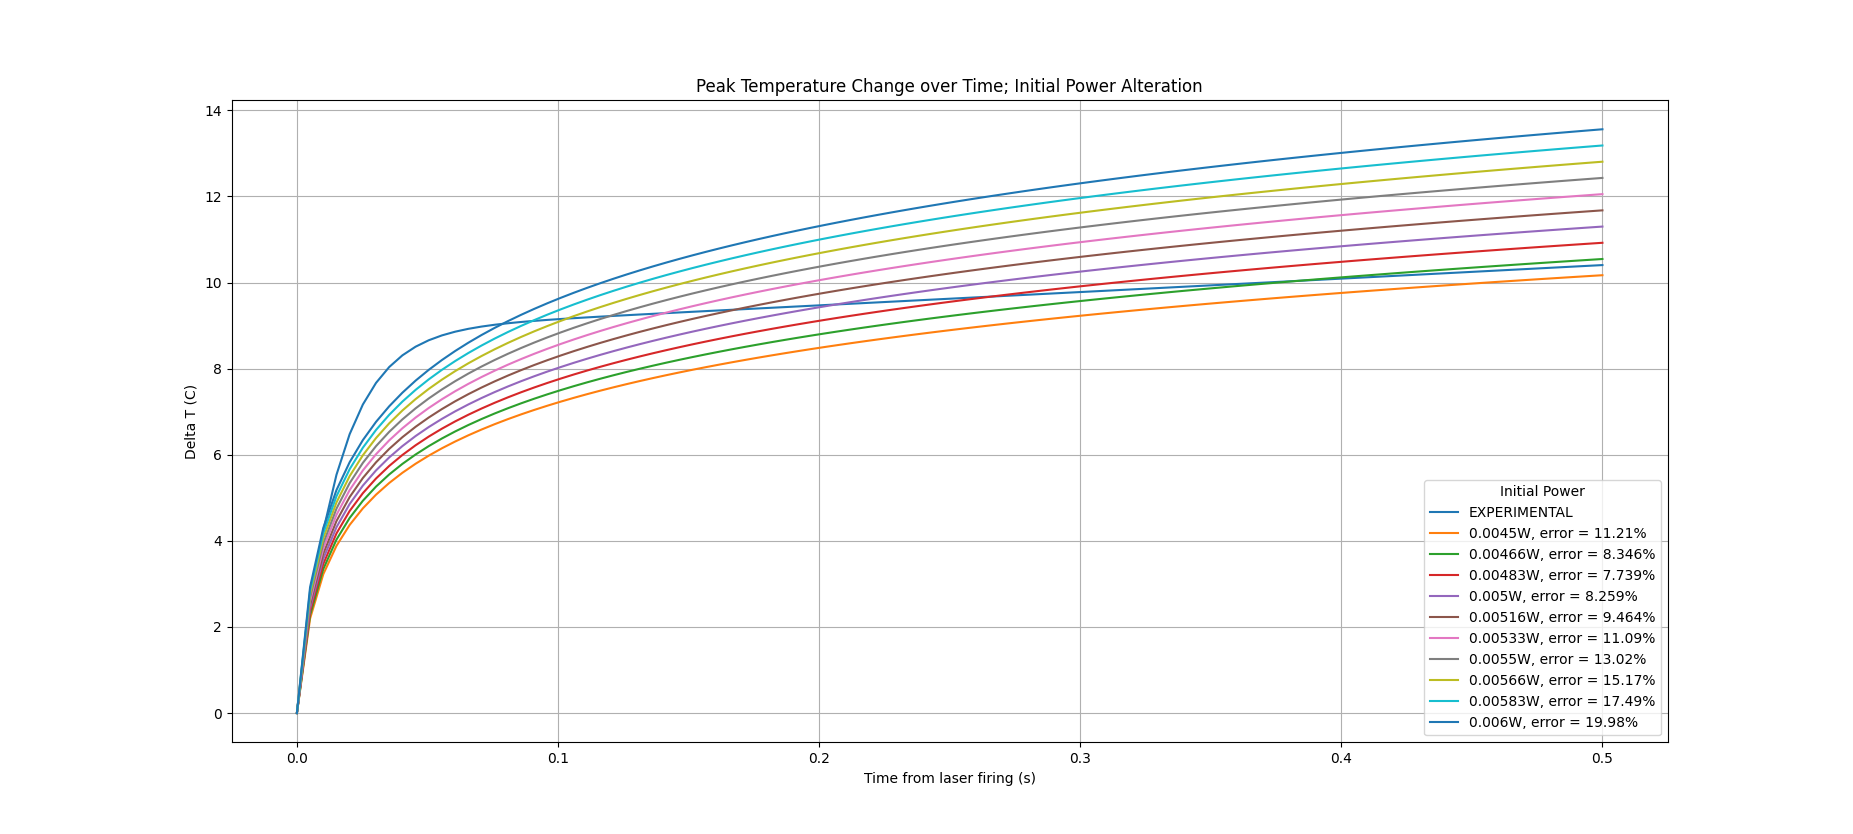 Peak Temperature Change over Time; Initial Power Alteration
14
12
10
8
6
4
2
0
Delta T (C)
0.0 0.1 0.2 0.3 0.4 0.5
Time from laser firing (s)
Initial Power
EXPERIMENTAL
0.0045W, error = 11.21%
0.00466W, error = 8.346%
0.00483W, error = 7.739%
0.005W, error = 8.259%
0.00516W, error = 9.464%
0.00533W, error = 11.09%
0.0055W, error = 13.02%
0.00566W, error = 15.17%
0.00583W, error = 17.49%
0.006W, error = 19.98%